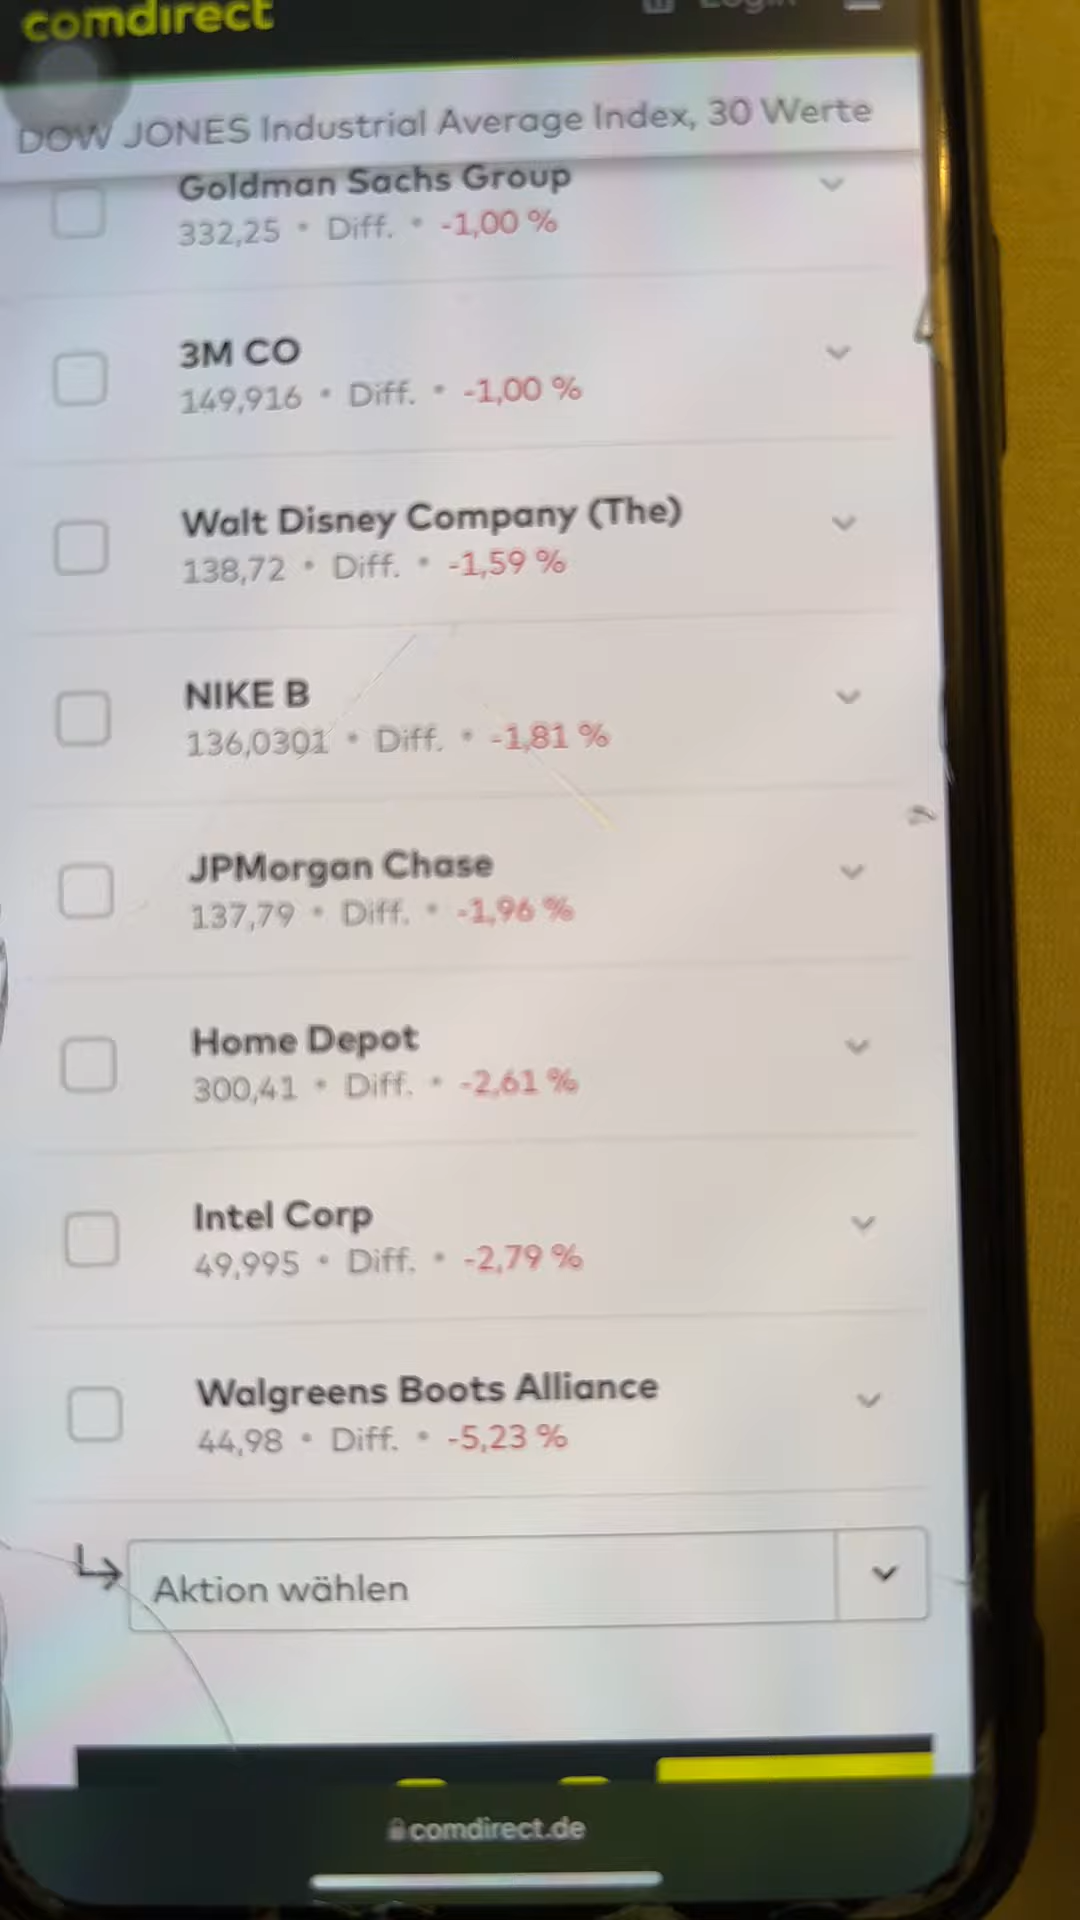 comdirect
Login
DOW JONES Industrial Average Index, 30 Werte
Goldman Sachs Group
332,25 • Diff. • -1,00 %
3M CO
149,916 • Diff. • -1,00 %
Walt Disney Company (The)
138,72 • Diff. • -1,59 %
NIKE B
136,0301 • Diff. • -1,81 %
JPMorgan Chase
137,79 • Diff. • -1,96 %
Home Depot
300,41 • Diff. • -2,61 %
Intel Corp
49,995 • Diff. • -2,79 %
Walgreens Boots Alliance
44,98 • Diff. • -5,23 %
Aktion wählen
comdirect.de